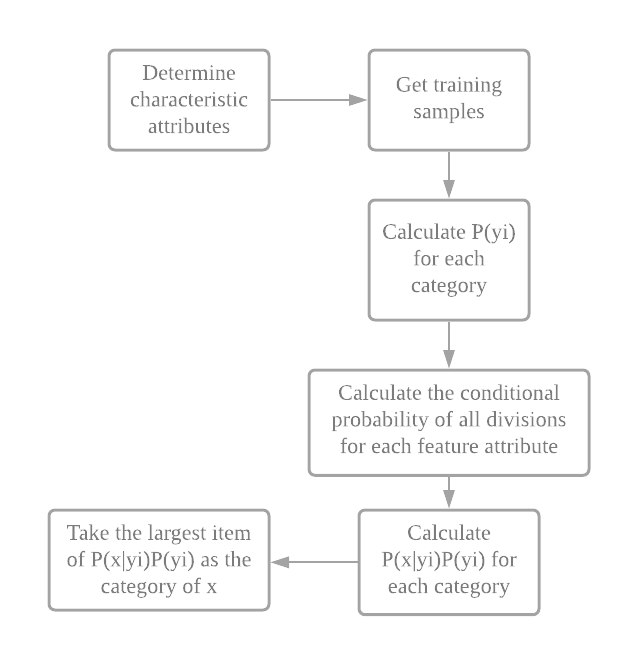 Determine
characteristic
attributes
Get training
samples
Calculate P(yi)
for each
category
Calculate the conditional
probability of all divisions
for each feature attribute
Calculate
P(x|yi)P(yi) for
each category
Take the largest item
of P(x|yi)P(yi) as the
category of x